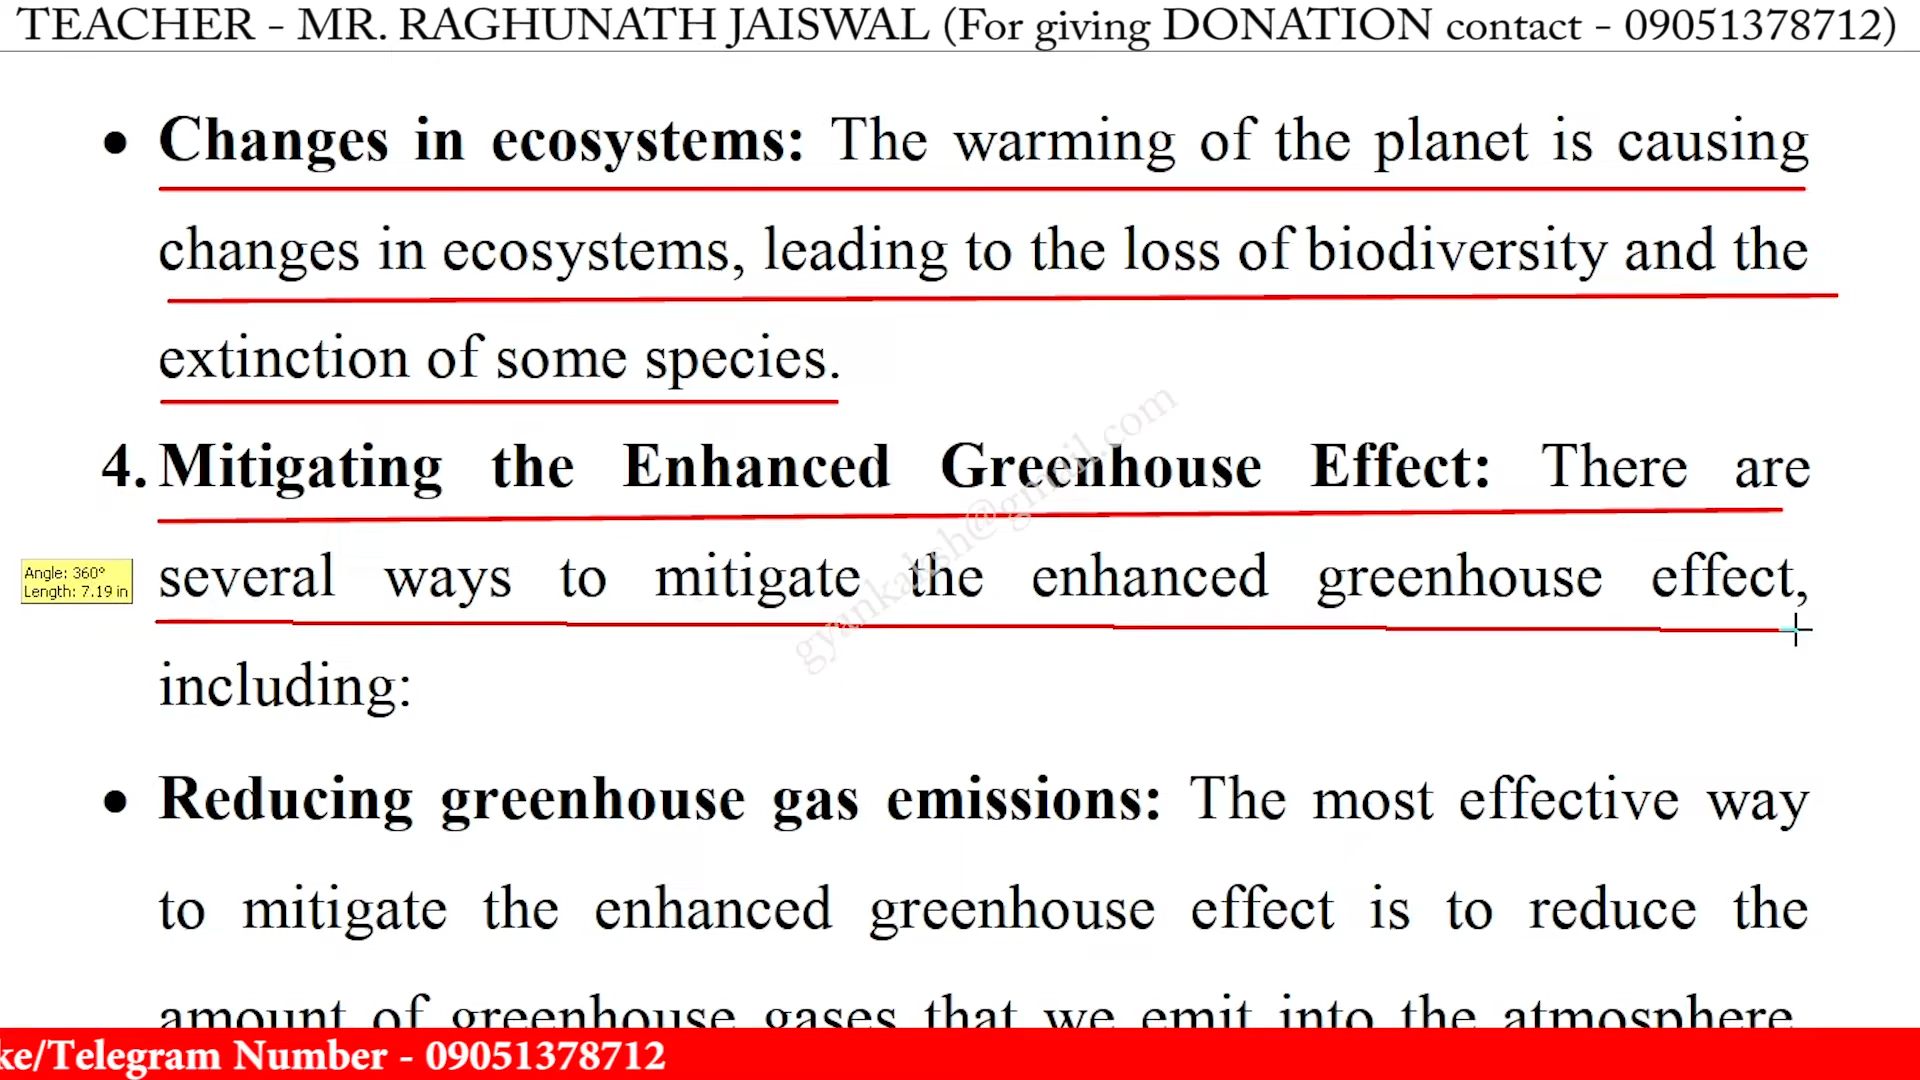 TEACHER - MR. RAGHUNATH JAISWAL (For giving DONATION contact - 09051378712)
• Changes in ecosystems: The warming of the planet is causing
changes in ecosystems, leading to the loss of biodiversity and the
extinction of some species.
4. Mitigating the Enhanced Greenhouse Effect: There are
Angle: 360°
Length: 7.19 in
several ways to mitigate the enhanced greenhouse effect,
including:
gyankaksh@gmail.com
• Reducing greenhouse gas emissions: The most effective way
to mitigate the enhanced greenhouse effect is to reduce the
amount of greenhouse gases that we emit into the atmosphere.
ke/Telegram Number - 09051378712